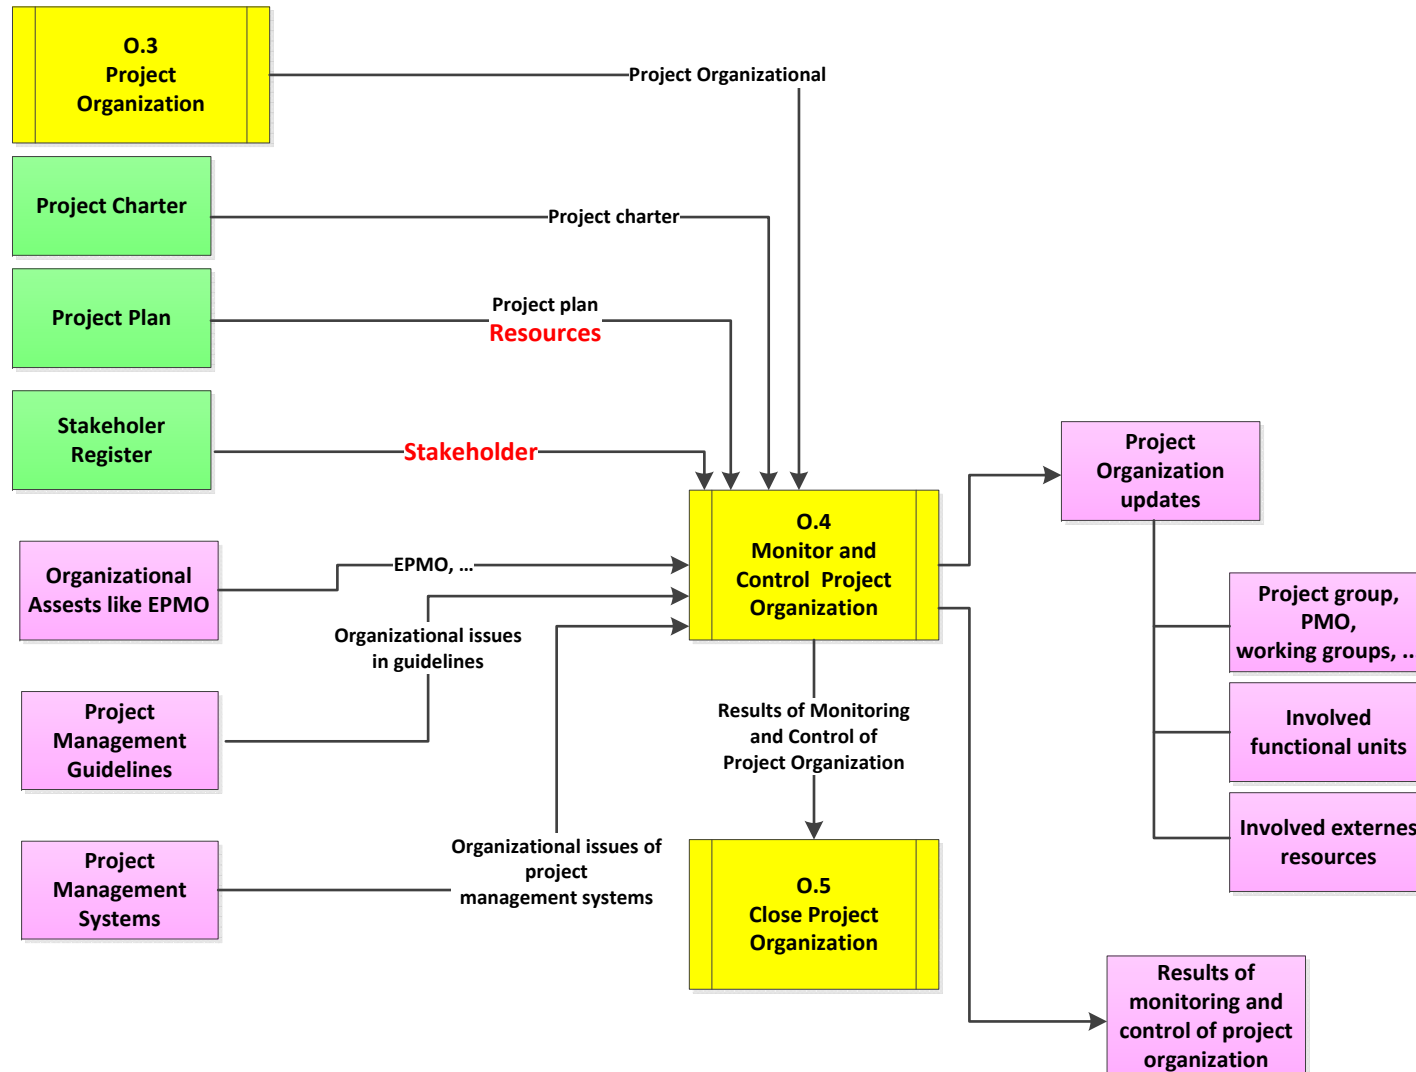 O.3
Project
Organization
Project Organizational
Project Charter
Project charter
Project Plan
Project plan
Resources
Stakeholer
Register
Stakeholder
Organizational
Assests like EPMO
EPMO, ...
Project
Management
Guidelines
Organizational issues
in guidelines
Project
Management
Systems
Organizational issues of
project
management systems
O.4
Monitor and
Control Project
Organization
Results of Monitoring
and Control of
Project Organization
O.5
Close Project
Organization
Project
Organization
updates
Project group,
PMO,
working groups, ..
Involved
functional units
Involved externes
resources
Results of
monitoring and
control of project
organization